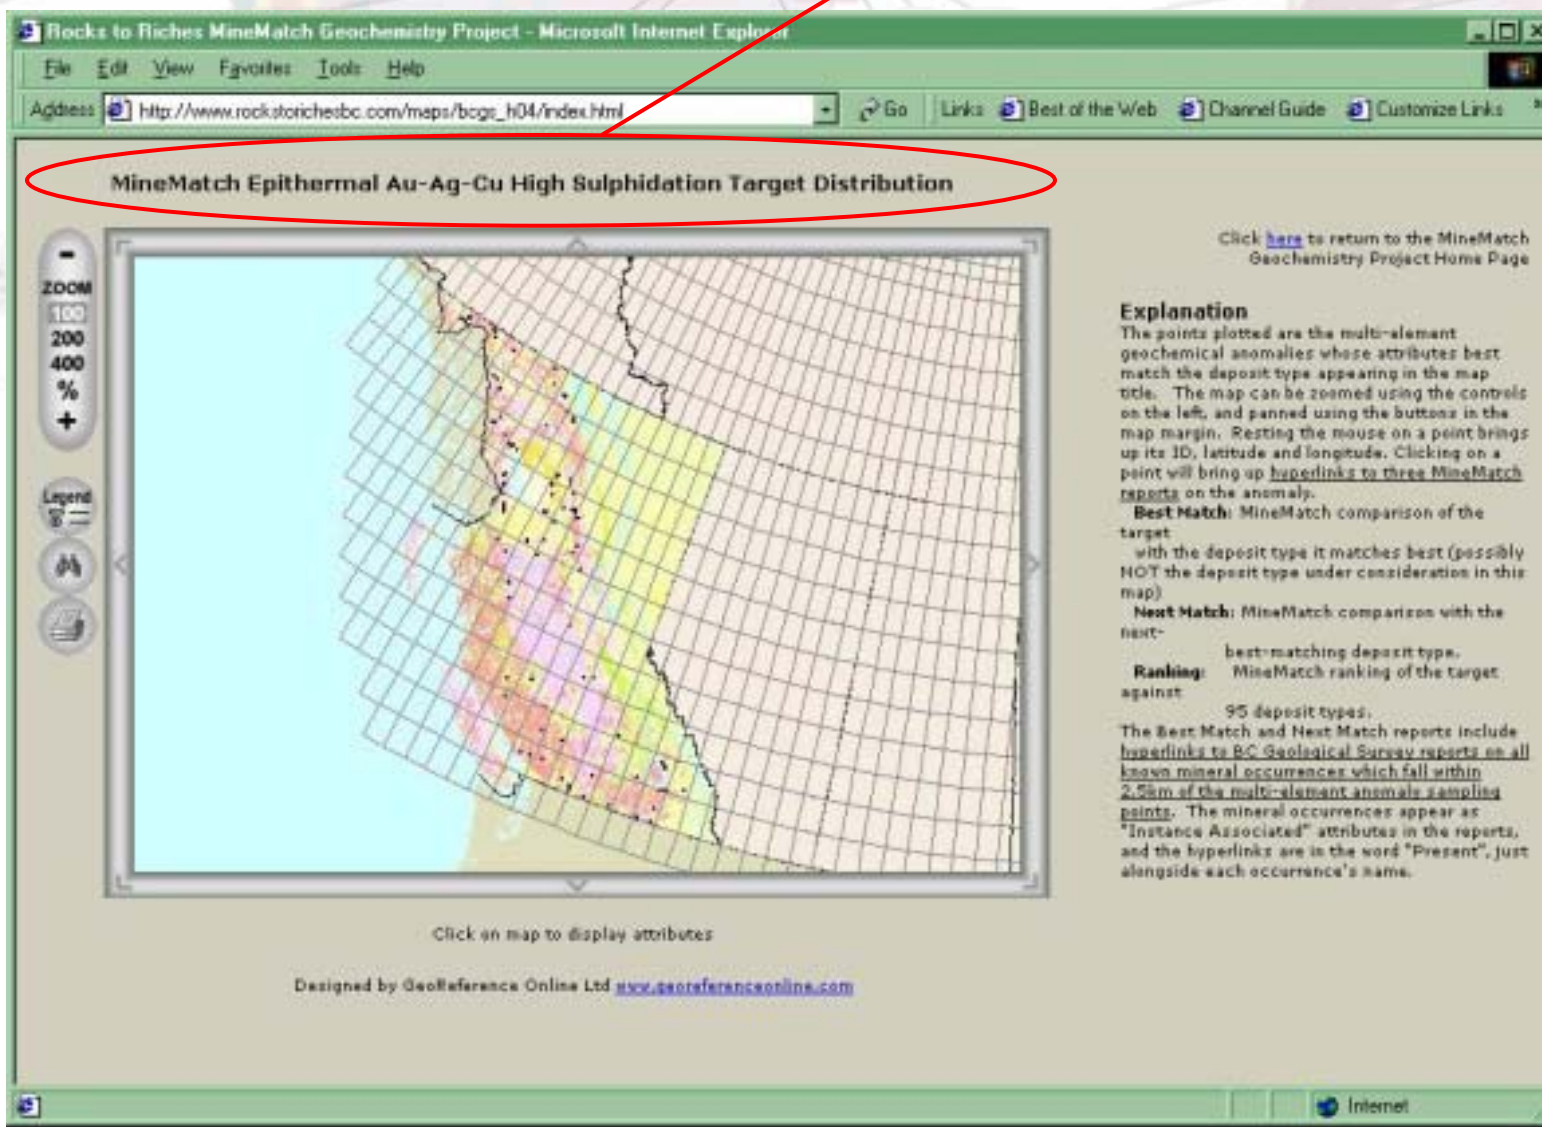 Rocks to Riches MineMatch Geochemistry Project - Microsoft Internet Explorer
File Edit View Favorites Tools Help
Address http://www.rockstorichesbc.com/maps/bcgs_h04/index.html Go Links Best of the Web Channel Guide Customize Links
MineMatch Epithermal Au-Ag-Cu High Sulphidation Target Distribution
-
ZOOM
100
200
400
%
+
Legend
Click here to return to the MineMatch
Geochemistry Project Home Page
Explanation
The points plotted are the multi-element
geochemical anomalies whose attributes best
match the deposit type appearing in the map
title. The map can be zoomed using the controls
on the left, and panned using the buttons in the
map margin. Resting the mouse on a point brings
up its ID, latitude and longitude. Clicking on a
point will bring up hyperlinks to three MineMatch
reports on the anomaly.
Best Match: MineMatch comparison of the
target
with the deposit type it matches best (possibly
NOT the deposit type under consideration in this
map)
Next Match: MineMatch comparison with the
next-
best-matching deposit type.
Ranking: MineMatch ranking of the target
against
95 deposit types.
The Best Match and Next Match reports include
hyperlinks to BC Geological Survey reports on all
known mineral occurrences which fall within
2.5km of the multi-element anomaly sampling
points. The mineral occurrences appear as
"Instance Associated" attributes in the reports,
and the hyperlinks are in the word "Present", just
alongside each occurrence's name.
Click on map to display attributes
Designed by GeoReference Online Ltd www.georeferenceonline.com
Internet